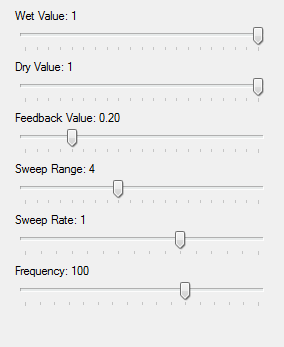 Wet Value: 1
Dry Value: 1
Feedback Value: 0.20
Sweep Range: 4
Sweep Rate: 1
Frequency: 100